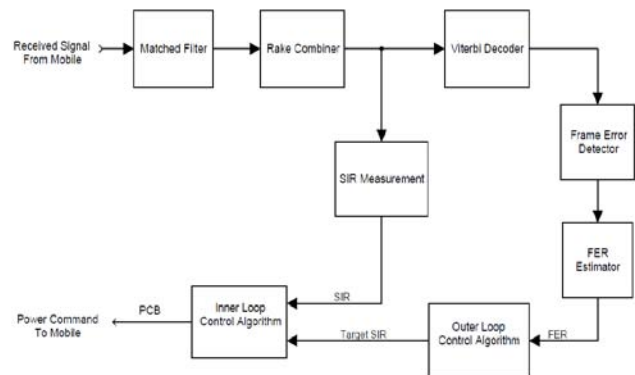 Received Signal
From Mobile
Matched Filter
Rake Combiner
Viterbi Decoder
Frame Error
Detector
SIR Measurement
FER
Estimator
PCB
Power Command
To Mobile
Inner Loop
Control Algorithm
SIR
Target SIR
Outer Loop
Control Algorithm
FER